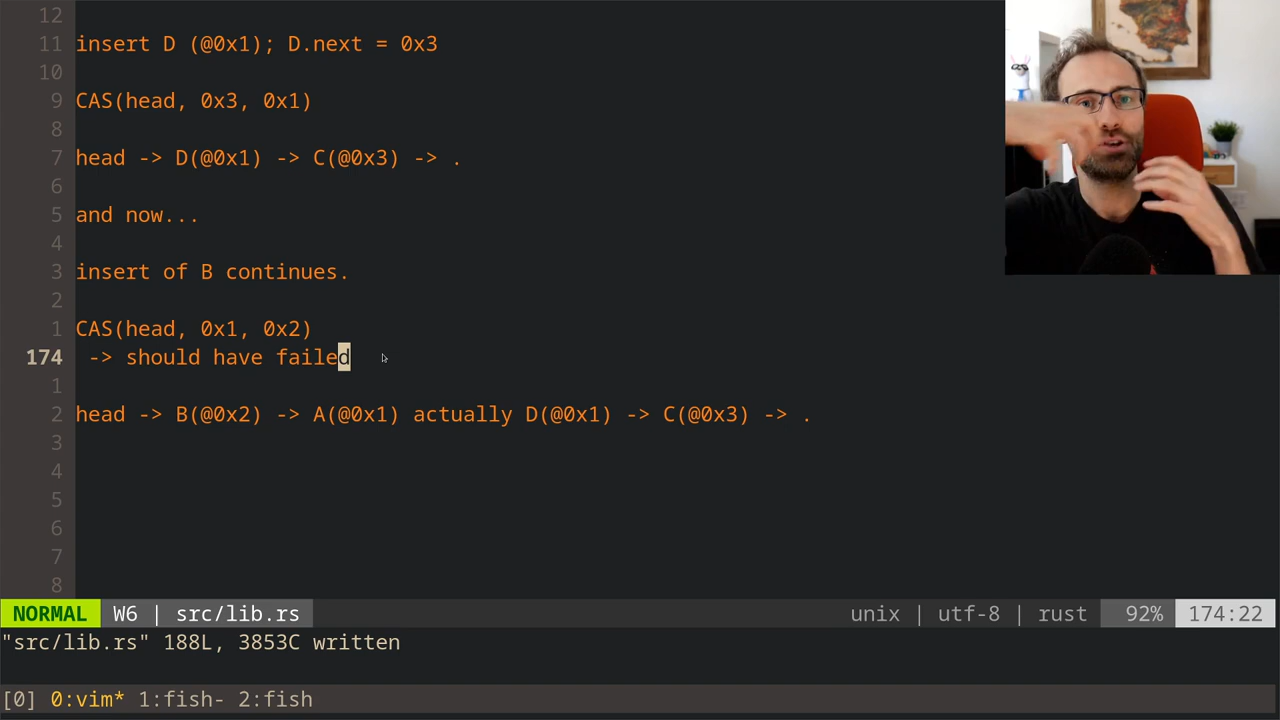 12
11 insert D (@0x1); D.next = 0x3
10
9 CAS(head, 0x3, 0x1)
8
7 head -> D(@0x1) -> C(@0x3) -> .
6
5 and now...
4
3 insert of B continues.
2
1 CAS(head, 0x1, 0x2)
174 -> should have failed
1
2 head -> B(@0x2) -> A(@0x1) actually D(@0x1) -> C(@0x3) -> .
3
4
5
6
7
8
NORMAL W6 | src/lib.rs unix | utf-8 | rust 92% 174:22
"src/lib.rs" 188L, 3853C written
[0] 0:vim* 1:fish- 2:fish